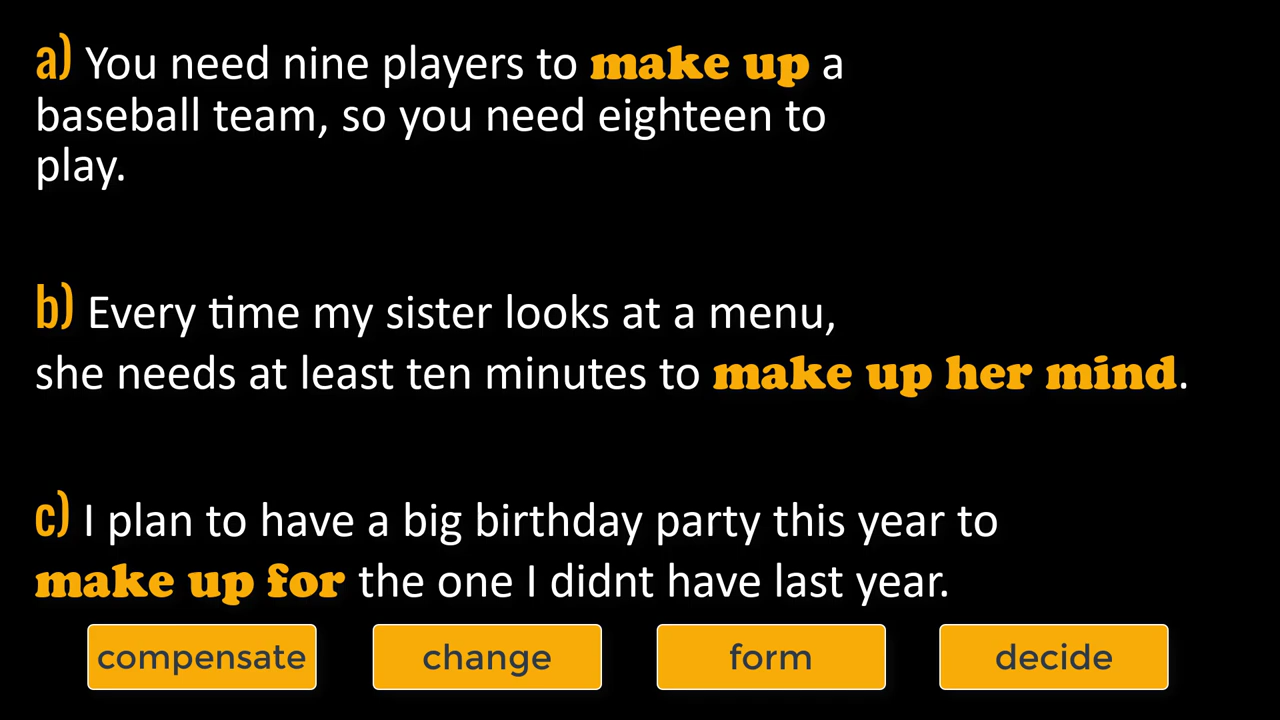 a) You need nine players to make up a
baseball team, so you need eighteen to
play.
b) Every time my sister looks at a menu,
she needs at least ten minutes to make up her mind.
c) I plan to have a big birthday party this year to
make up for the one I didnt have last year.
compensate change form decide